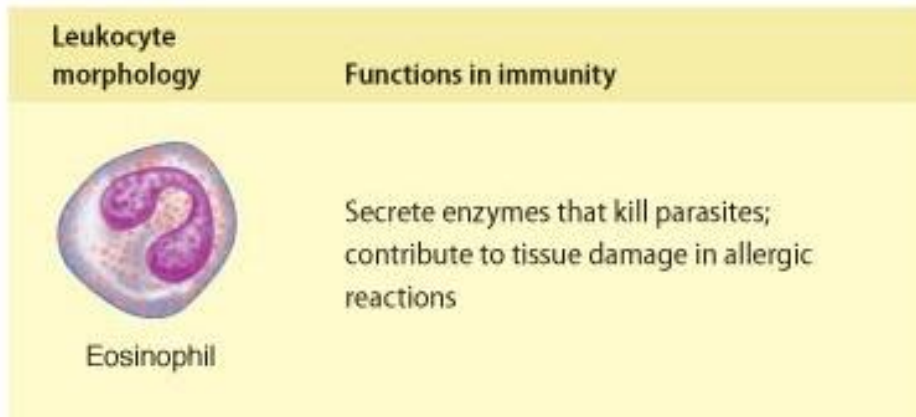 Leukocyte
morphology
Functions in immunity
Secrete enzymes that kill parasites;
contribute to tissue damage in allergic
reactions
Eosinophil